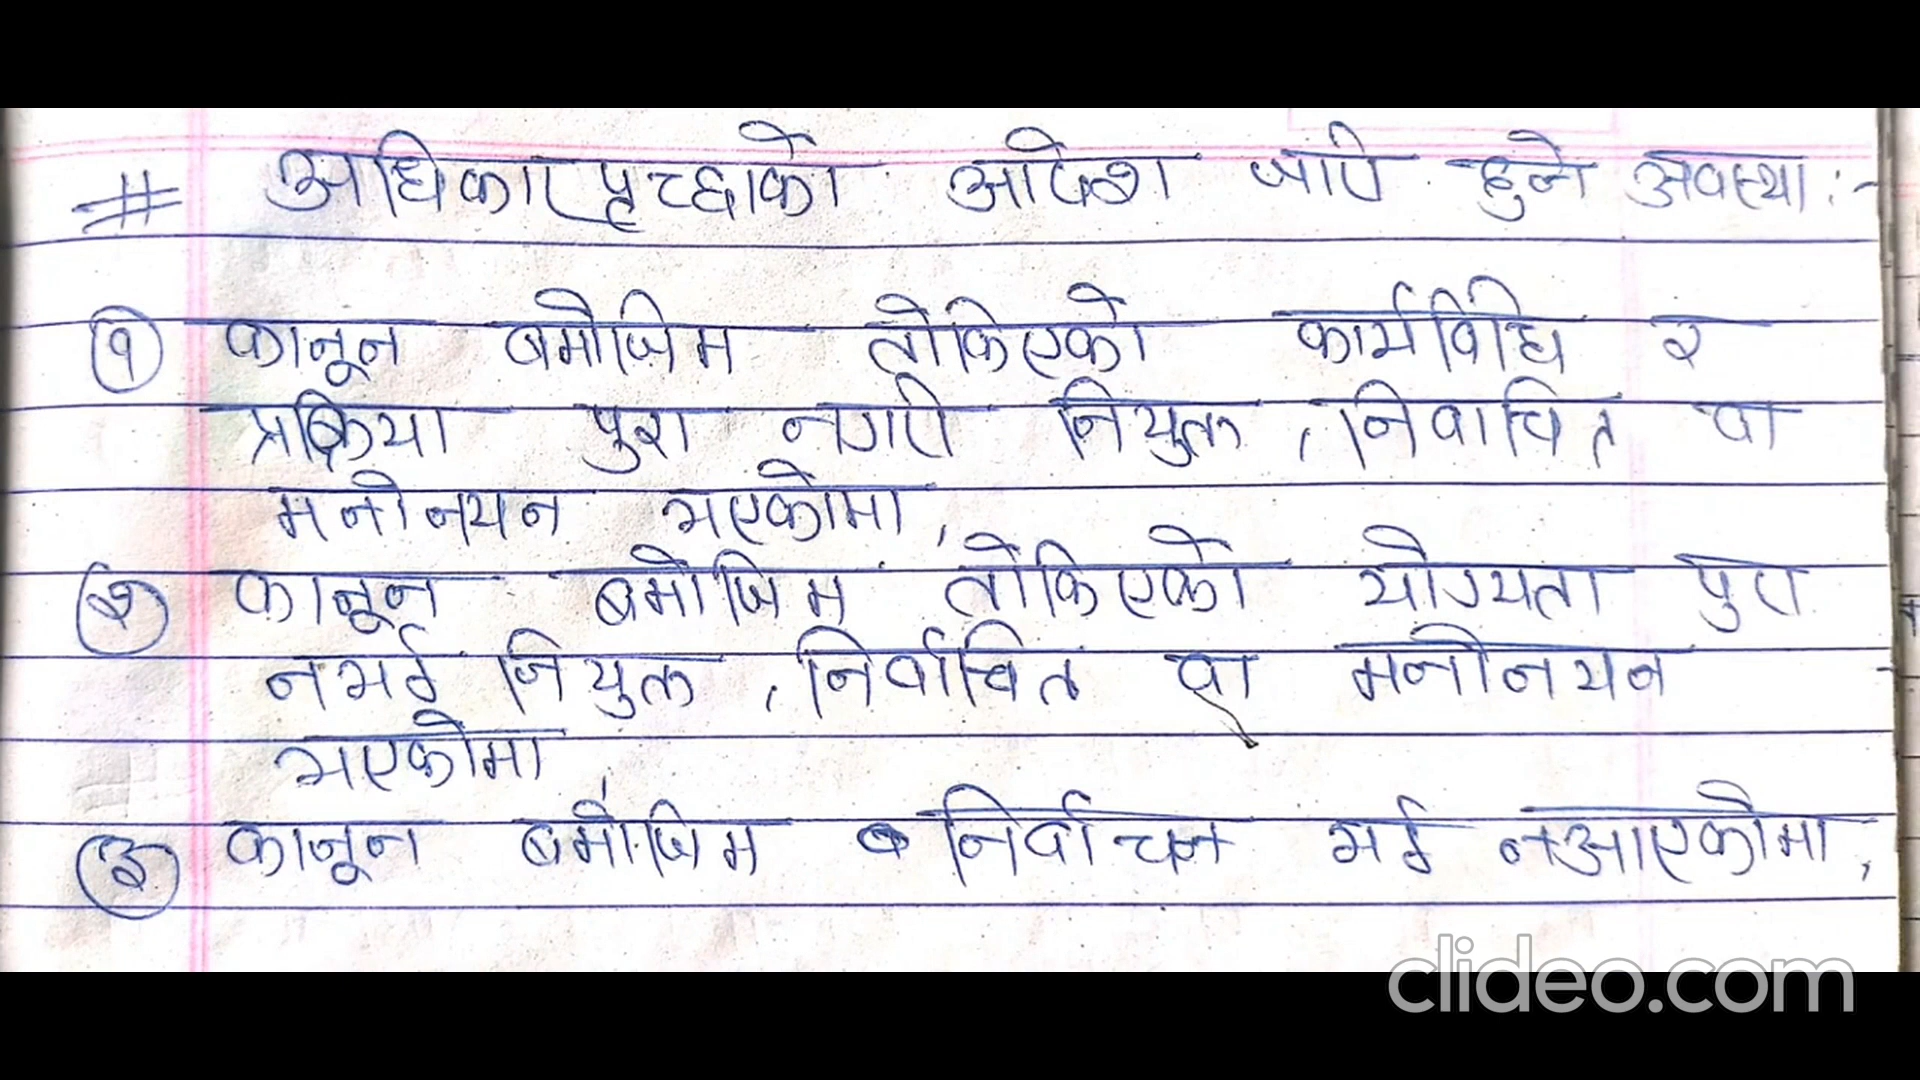 # अधिकारपृच्छाको आदेश जारी हुने अवस्था :-
१ कानून बमोजिम तोकिएको कार्यविधि र
प्रक्रिया पुरा नगरी नियुक्त, निर्वाचित वा
मनोनयन भएकोमा,
२ कानून बमोजिम तोकिएको योग्यता पुरा
नभई नियुक्त, निर्वाचित वा मनोनयन
भएकोमा,
३ कानून बमोजिम निर्वाचन भई नआएकोमा,
clideo.com